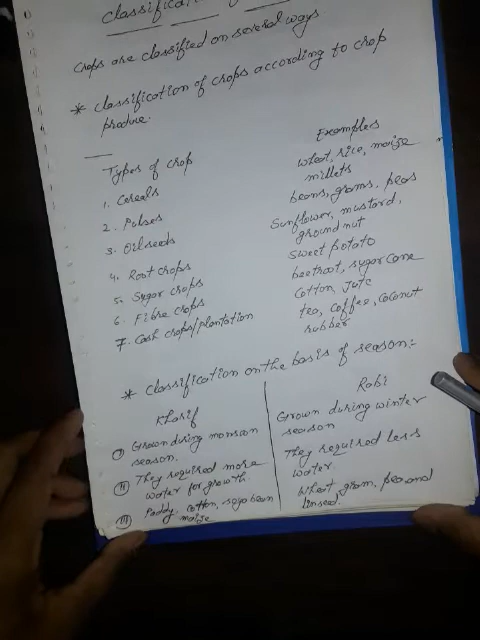 Crops are classified on several ways
* Classification of crops according to crop
produce.
Types of crop Examples
1. Cereals wheat, rice, maize
millets
2. Pulses beans, grams, peas
3. Oilseeds Sunflower, mustard,
groundnut
4. Root crops sweet potato
5. Sugar crops beetroot, sugarcane
6. Fibre crops Cotton, Jute
7. Cash crops/plantation tea, coffee, coconut
rubber
* Classification on the basis of season:-
Kharif
(i) Grown during monsoon
season.
(ii) They required more
water for growth
(iii) Paddy, cotton, soyabean
maize
Rabi
Grown during winter
season
They required less
water.
Wheat, gram, pea and
linseed.